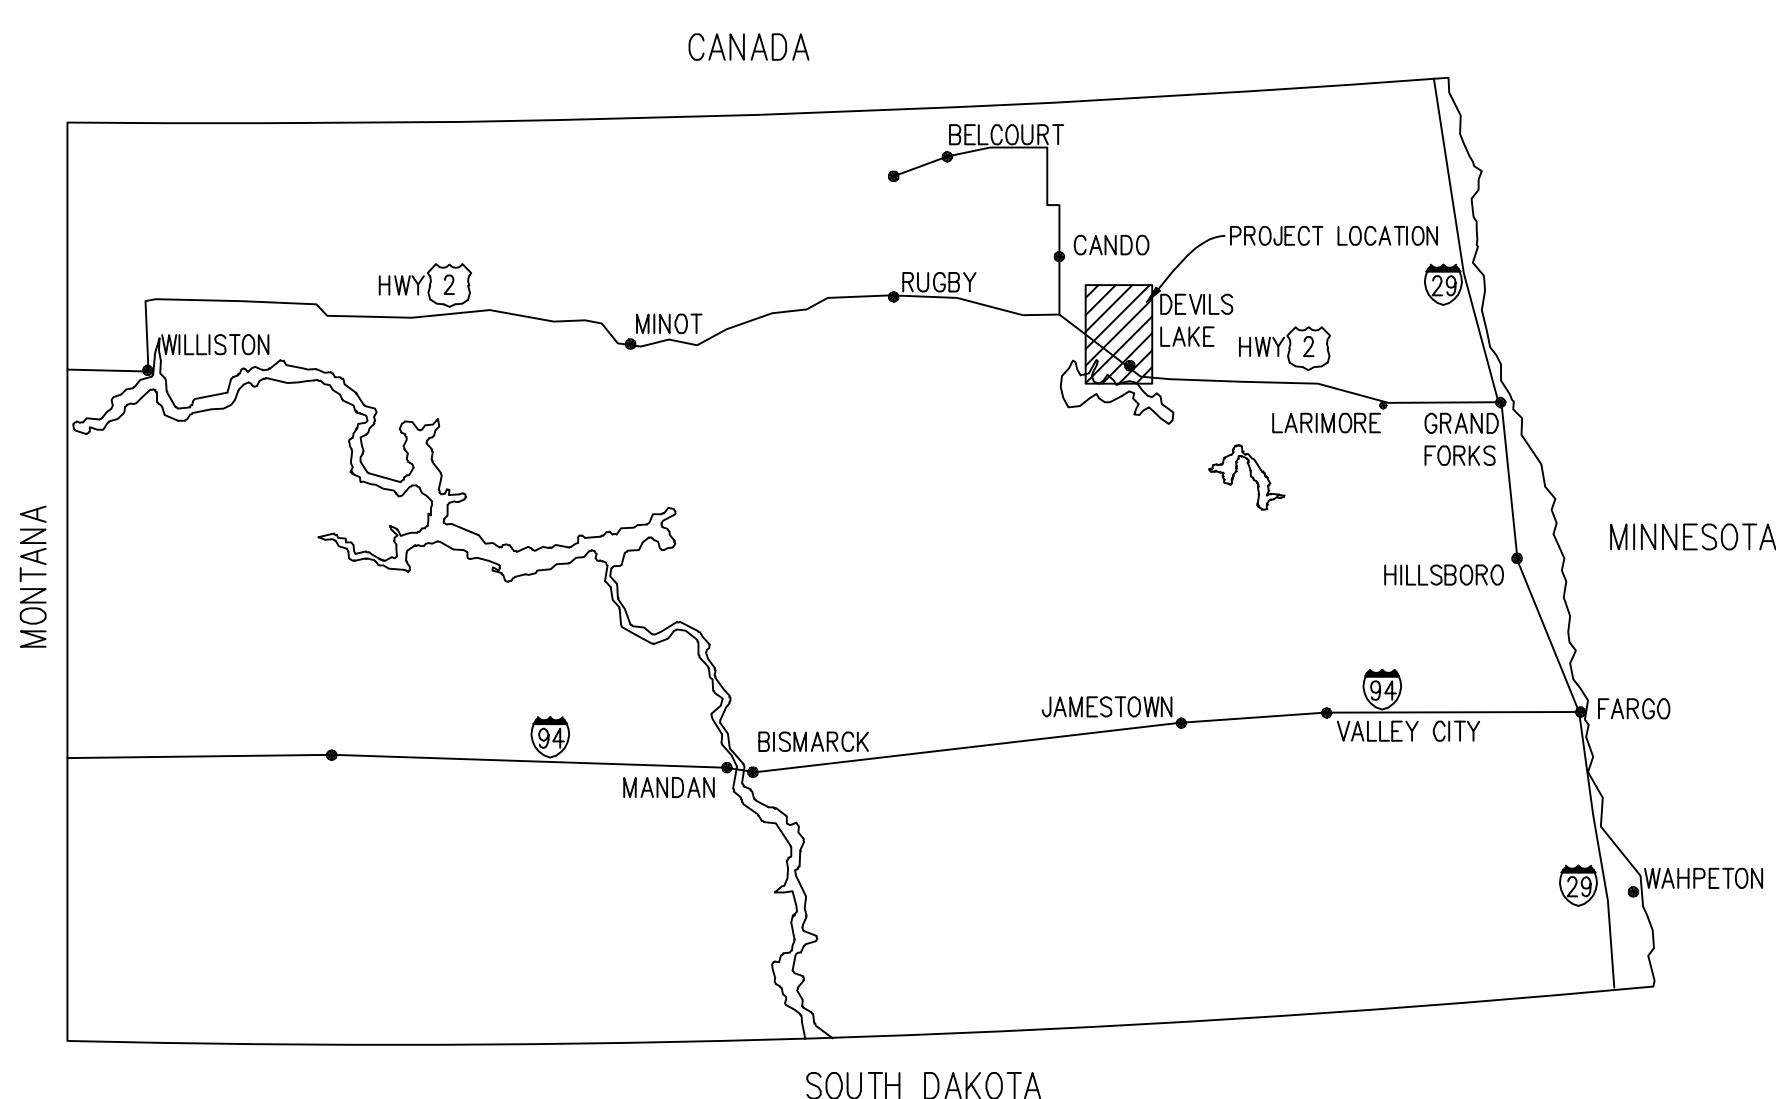 CANADA
BELCOURT
CANDO
PROJECT LOCATION
HWY 2
RUGBY
29
DEVILS
LAKE
MINOT
WILLISTON
HWY 2
LARIMORE
GRAND
FORKS
MONTANA
MINNESOTA
HILLSBORO
94
JAMESTOWN
FARGO
94
VALLEY CITY
BISMARCK
MANDAN
29
WAHPETON
SOUTH DAKOTA